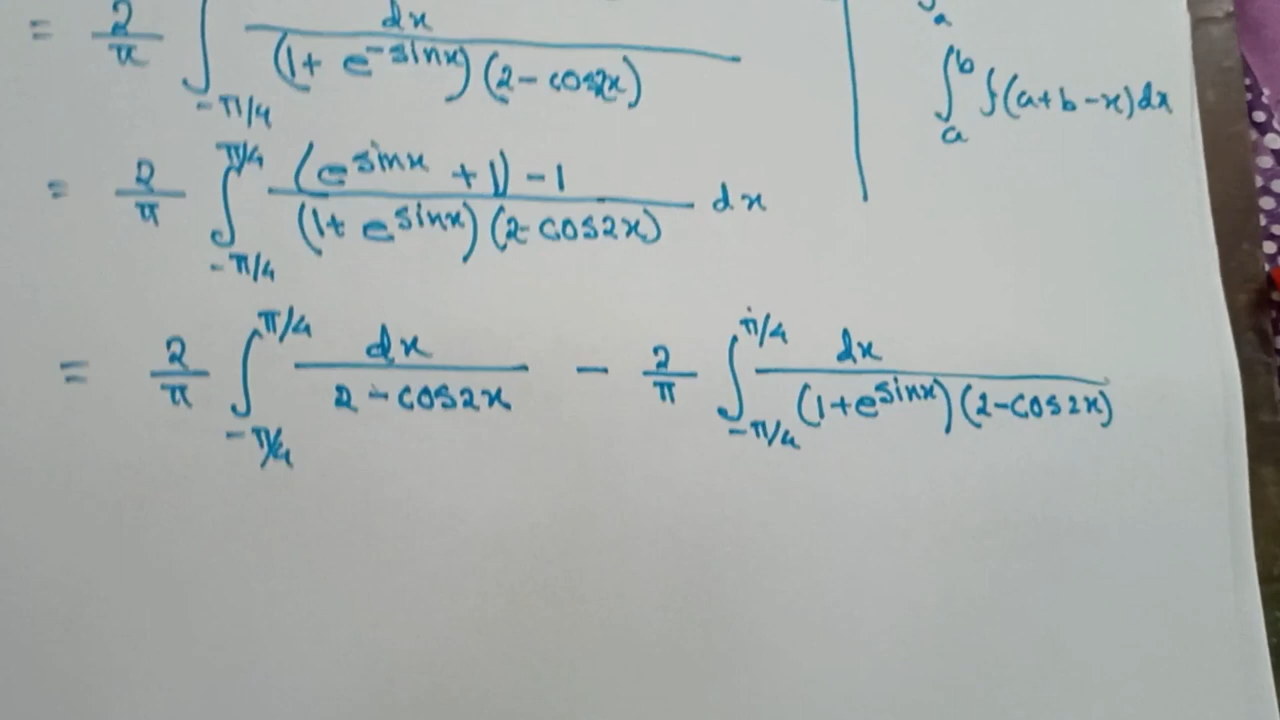 = 2/π ∫_{-π/4} dx / (1+ e^{-sinx}) (2-cos2x)
a
∫_a^b f(a+b-x)dx
= 2/π ∫_{-π/4}^{π/4} (e^{sinx} +1) -1 / (1+ e^{sinx}) (2-cos2x) dx
= 2/π ∫_{-π/4}^{π/4} dx / 2-cos2x - 2/π ∫_{-π/4}^{π/4} dx / (1+e^{sinx}) (2-cos2x)